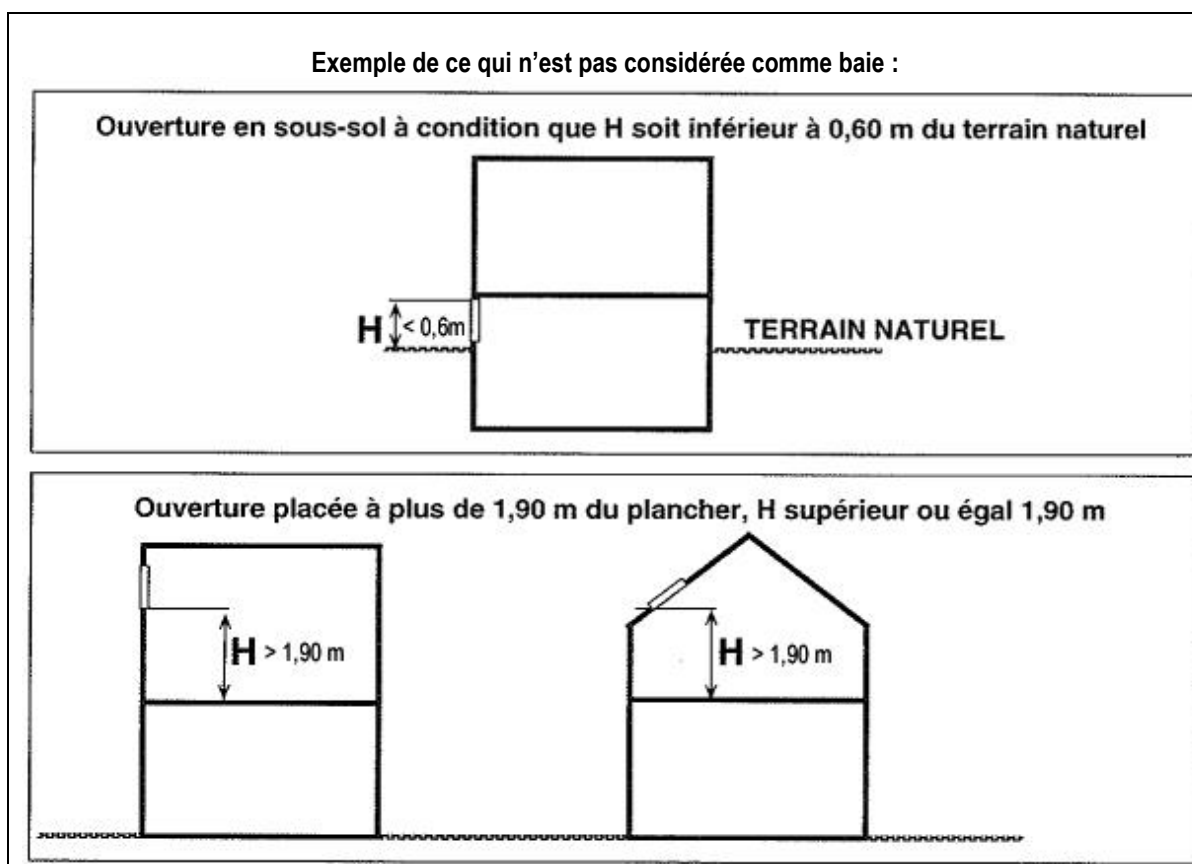 Exemple de ce qui n’est pas considérée comme baie :
Ouverture en sous-sol à condition que H soit inférieur à 0,60 m du terrain naturel
H < 0,6m
TERRAIN NATUREL
Ouverture placée à plus de 1,90 m du plancher, H supérieur ou égal 1,90 m
H > 1,90 m
H > 1,90 m